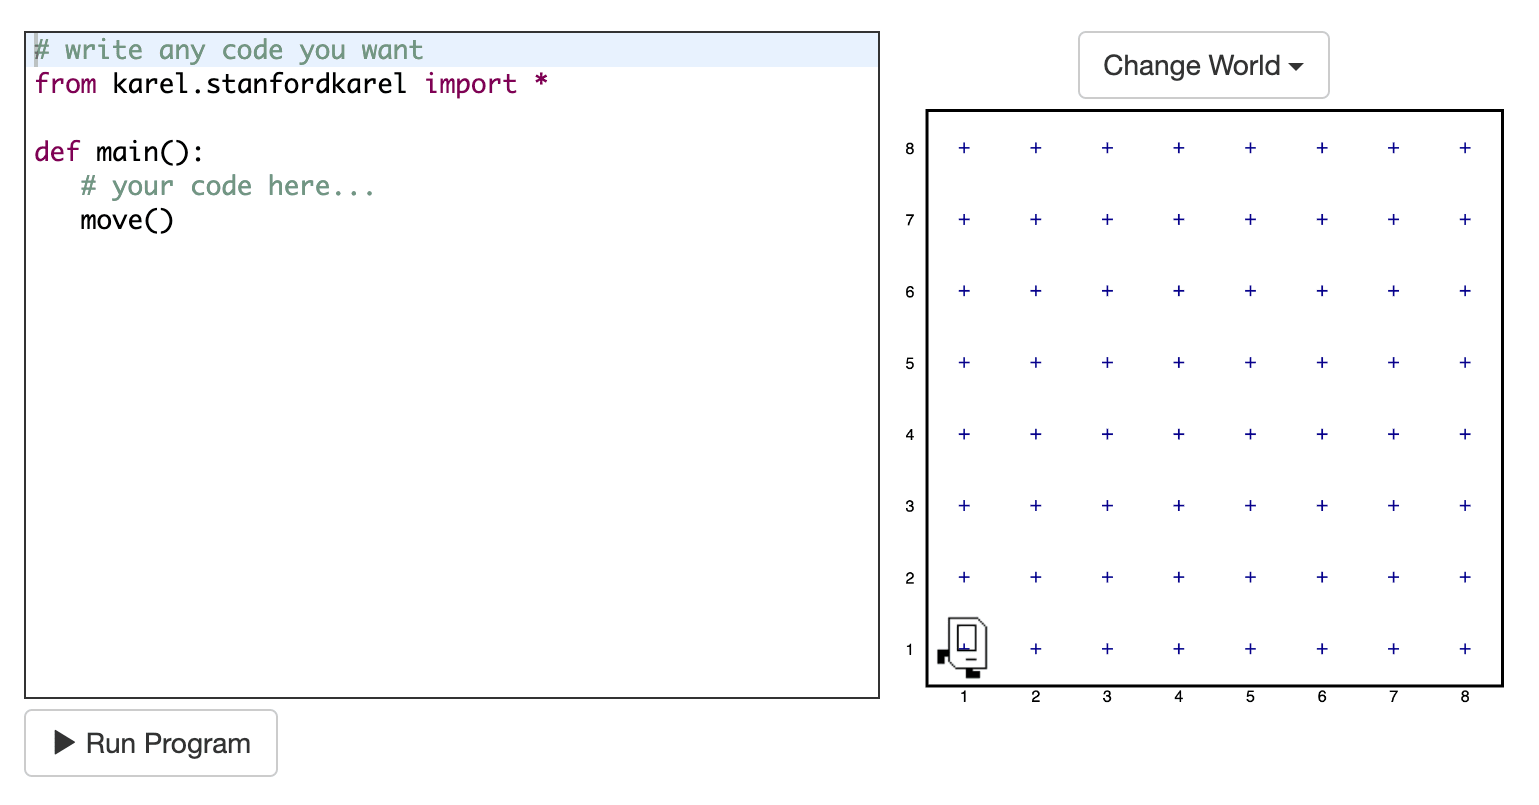 # write any code you want
from karel.stanfordkarel import *
def main():
# your code here...
move()
Run Program
Change World
8
7
6
5
4
3
2
1
1 2 3 4 5 6 7 8